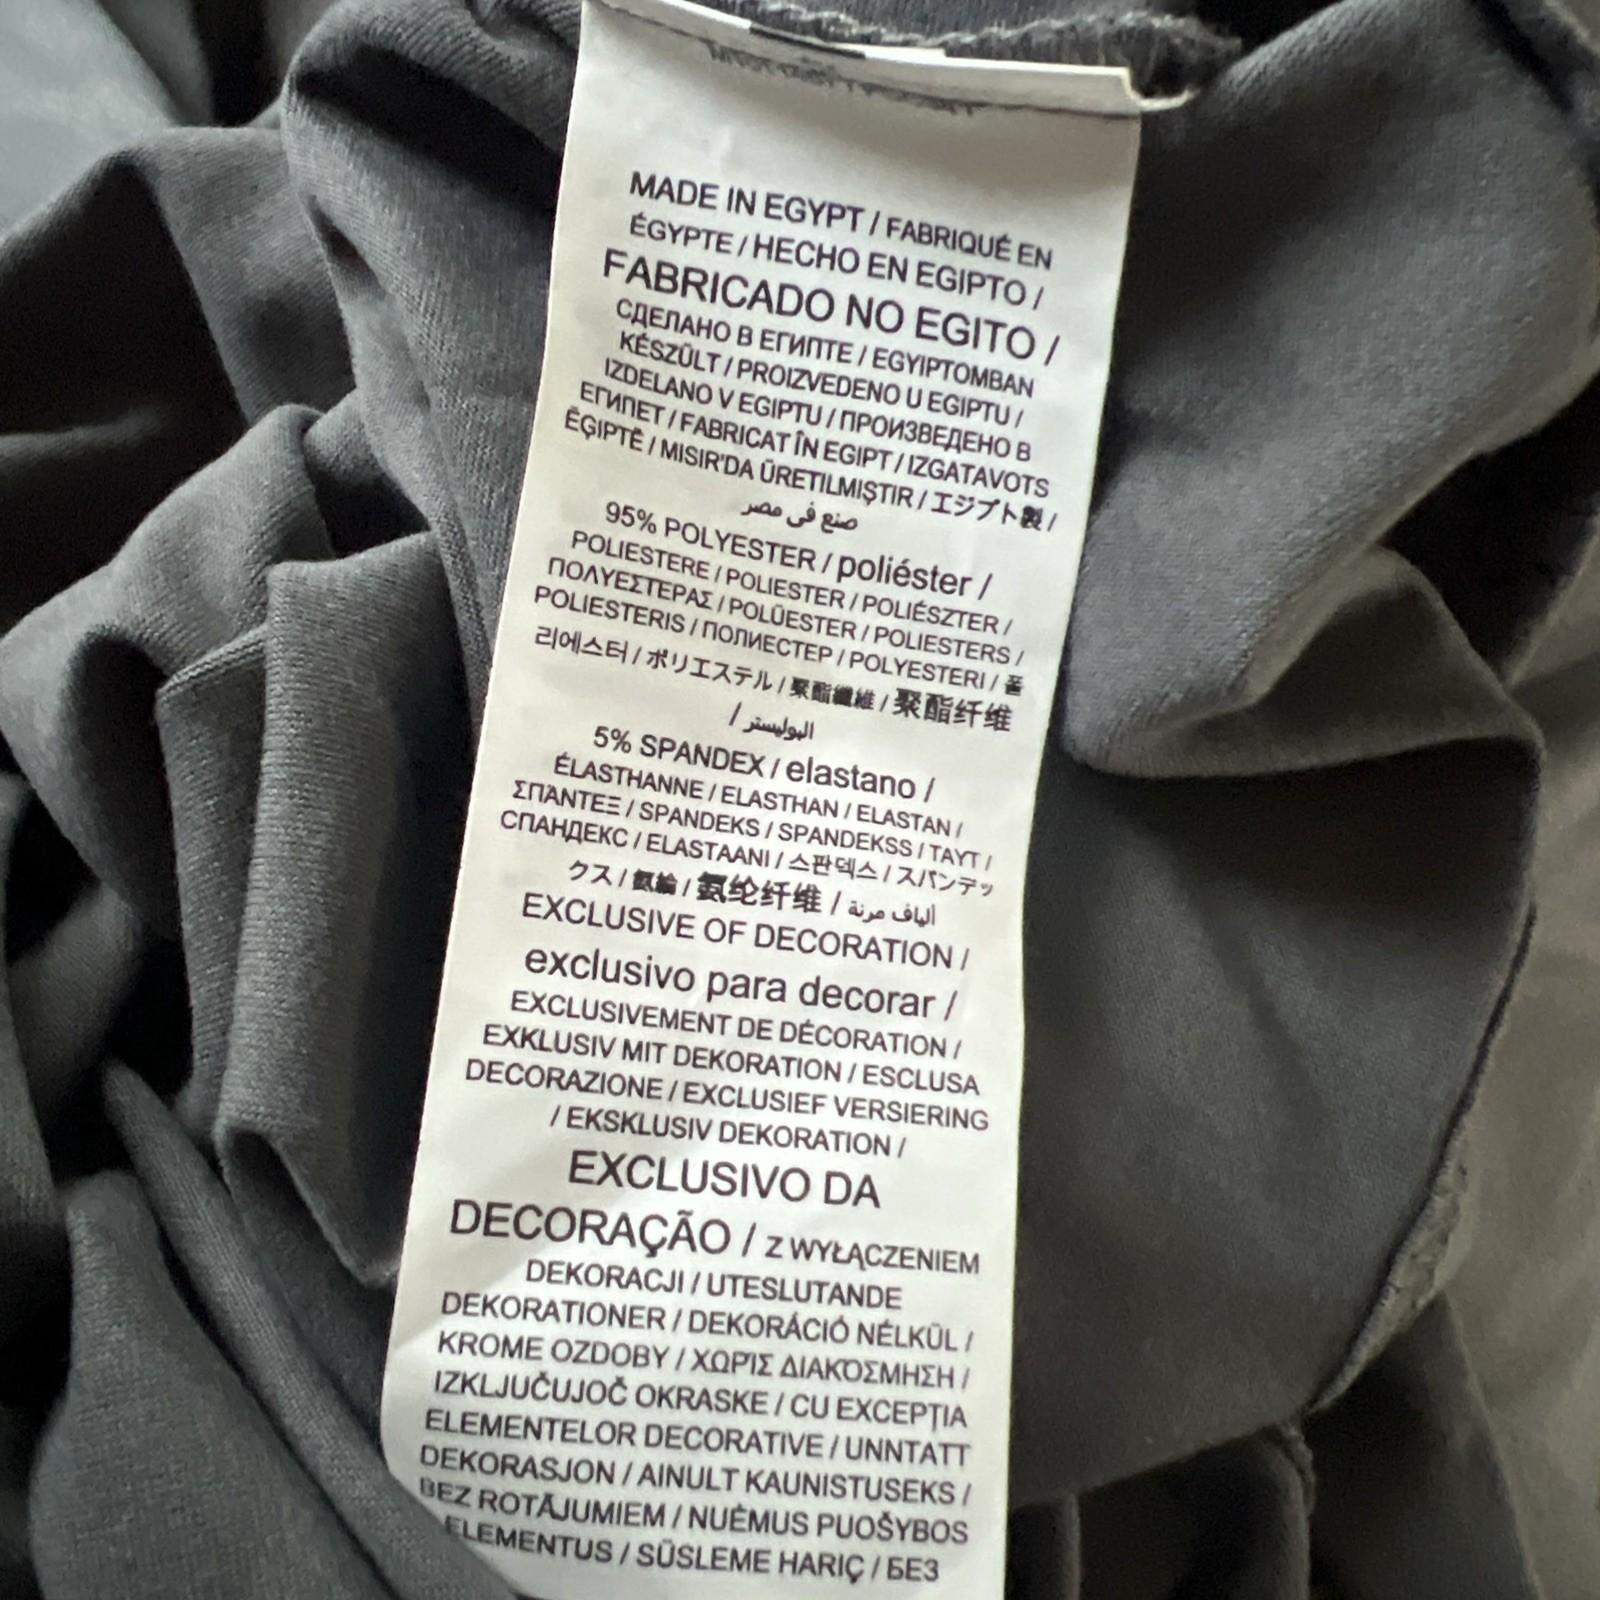 MADE IN EGYPT / FABRIQUÉ EN
ÉGYPTE / HECHO EN EGIPTO /
FABRICADO NO EGITO /
СДЕЛАНО В ЕГИПТЕ / EGYIPTOMBAN
KÉSZÜLT / PROIZVEDENO U EGIPTU /
IZDELANO V EGIPTU / ПРОИЗВЕДЕНО В
ЕГИПЕТ / FABRICAT ÎN EGIPT / IZGATAVOTS
ĒĢIPTĒ / MISIR'DA ÜRETILMIŞTIR / エジプト製 /
صنع في مصر
95% POLYESTER / poliéster /
POLIESTERE / POLIESTER / POLIÉSZTER /
ΠΟΛΥΕΣΤΕΡΑΣ / POLÜESTER / POLIESTERS /
POLIESTERIS / ПОЛИЕСТЕР / POLYESTERI / 폴
리에스터 / ポリエステル / 聚酯纖維 / 聚酯纤维
/ البوليستر
5% SPANDEX / elastano /
ÉLASTHANNE / ELASTHAN / ELASTAN /
ΣΠΑΝΤΕΞ / SPANDEKS / SPANDEKSS / TAYT /
СПАНДЕКС / ELASTAANI / 스판덱스 / スパンデッ
クス / 氨綸 / 氨纶纤维 / ألياف مرنة
EXCLUSIVE OF DECORATION /
exclusivo para decorar /
EXCLUSIVEMENT DE DÉCORATION /
EXKLUSIV MIT DEKORATION / ESCLUSA
DECORAZIONE / EXCLUSIEF VERSIERING
/ EKSKLUSIV DEKORATION /
EXCLUSIVO DA
DECORAÇÃO / Z WYŁĄCZENIEM
DEKORACJI / UTESLUTANDE
DEKORATIONER / DEKORÁCIÓ NÉLKÜL /
KROME OZDOBY / ΧΩΡΊΣ ΔΙΑΚΌΣΜΗΣΗ /
IZKLJUČUJOČ OKRASKE / CU EXCEPȚIA
ELEMENTELOR DECORATIVE / UNNTATT
DEKORASJON / AINULT KAUNISTUSEKS /
BEZ ROTĀJUMIEM / NUĖMUS PUOŠYBOS
ELEMENTUS / SÜSLEME HARIÇ / БЕЗ